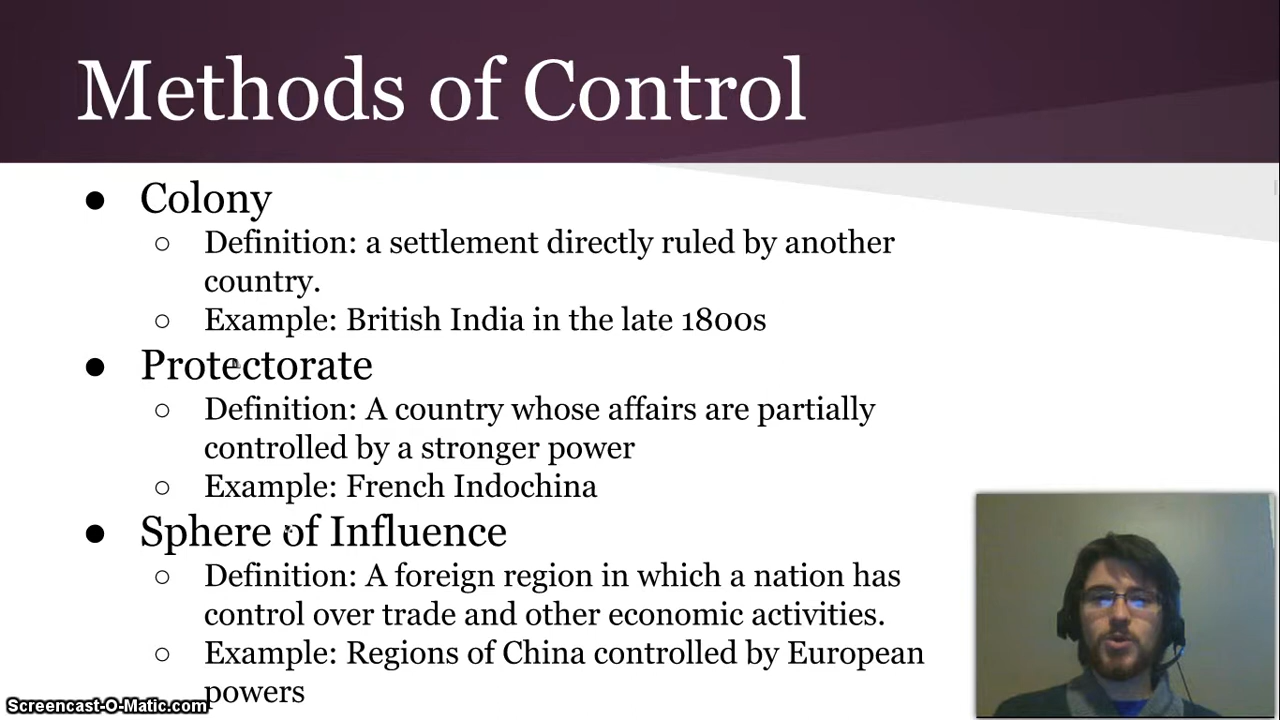 Methods of Control
● Colony
○ Definition: a settlement directly ruled by another
country.
○ Example: British India in the late 1800s
● Protectorate
○ Definition: A country whose affairs are partially
controlled by a stronger power
○ Example: French Indochina
● Sphere of Influence
○ Definition: A foreign region in which a nation has
control over trade and other economic activities.
○ Example: Regions of China controlled by European
powers
Screencast-O-Matic.com